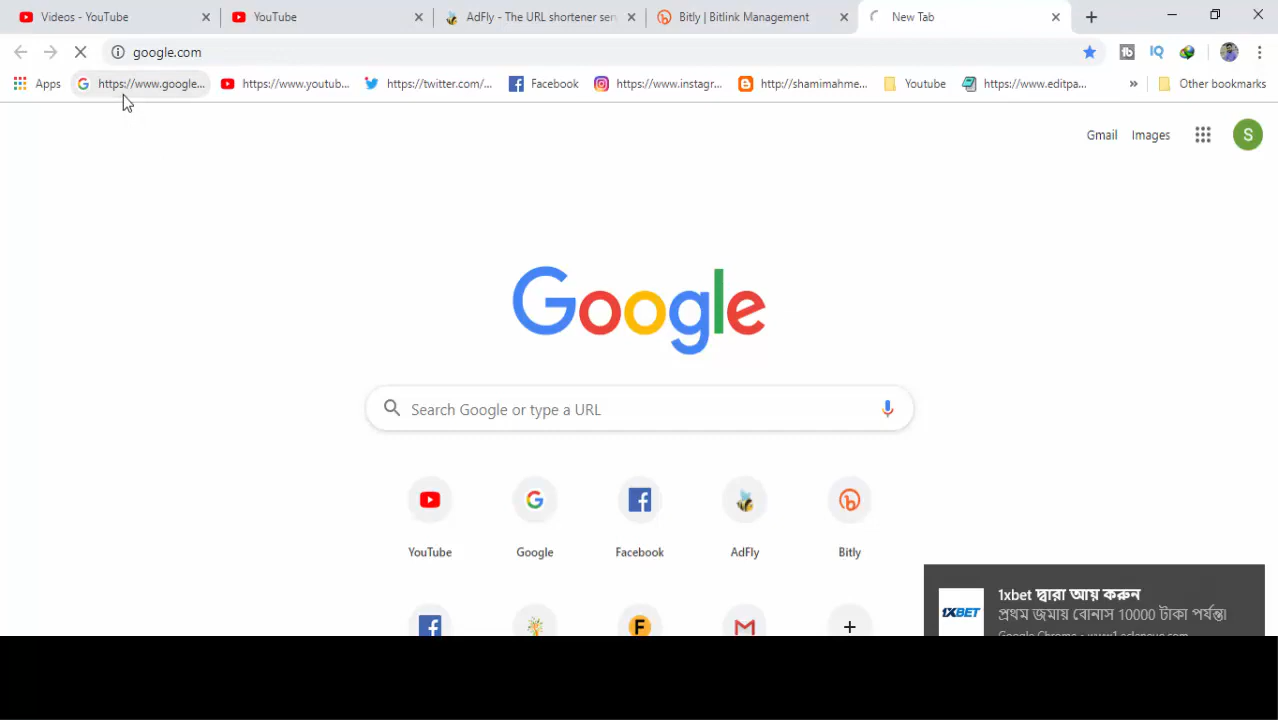 Videos - YouTube
YouTube
AdFly - The URL shortener ser
Bitly | Bitlink Management
New Tab
google.com
Apps
https://www.google...
https://www.youtub...
https://twitter.com/...
Facebook
https://www.instagr...
http://shamimahme...
Youtube
https://www.editpa...
Other bookmarks
Gmail
Images
S
Google
Search Google or type a URL
YouTube
Google
Facebook
AdFly
Bitly
1XBET
1xbet দ্বারা আয় করুন
প্রথম জমায় বোনাস 10000 টাকা পর্যন্ত!